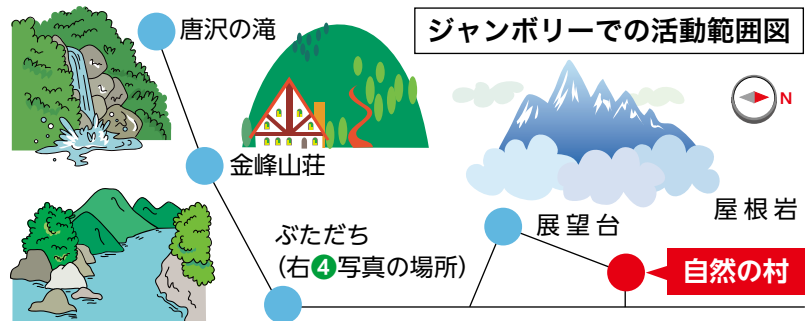 ジャンボリーでの活動範囲図
唐沢の滝
N
金峰山荘
屋根岩
展望台
ぶただち
(右❹写真の場所)
自然の村